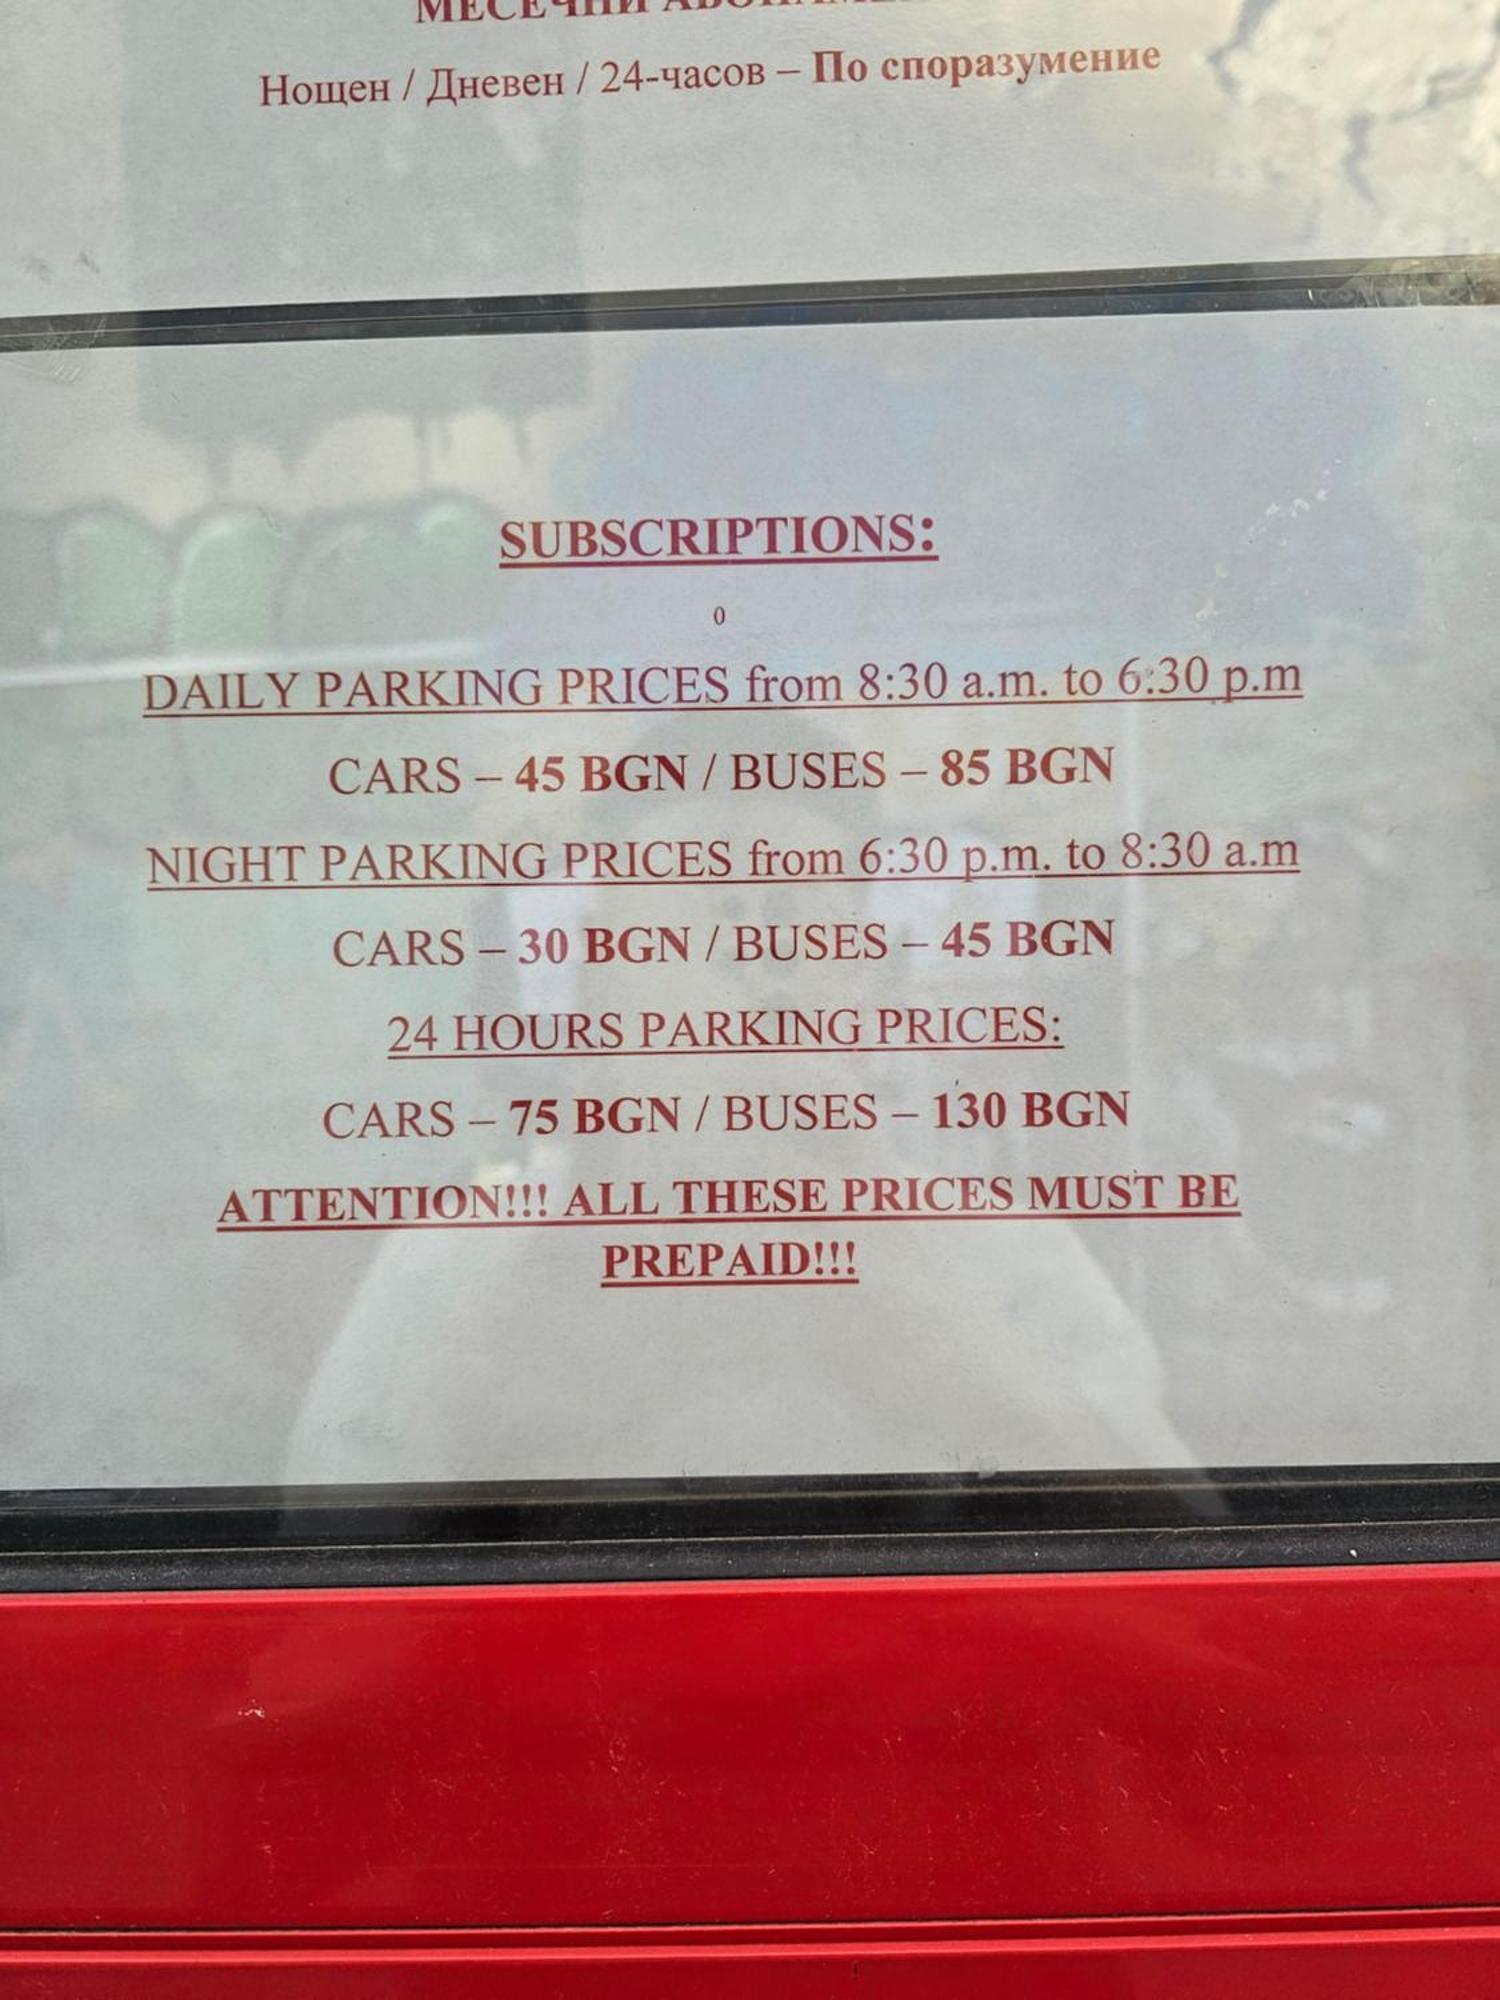 МЕСЕЧНИ
Нощен / Дневен / 24-часов – По споразумение
SUBSCRIPTIONS:
0
DAILY PARKING PRICES from 8:30 a.m. to 6:30 p.m
CARS – 45 BGN / BUSES – 85 BGN
NIGHT PARKING PRICES from 6:30 p.m. to 8:30 a.m
CARS – 30 BGN / BUSES – 45 BGN
24 HOURS PARKING PRICES:
CARS – 75 BGN / BUSES – 130 BGN
ATTENTION!!! ALL THESE PRICES MUST BE
PREPAID!!!